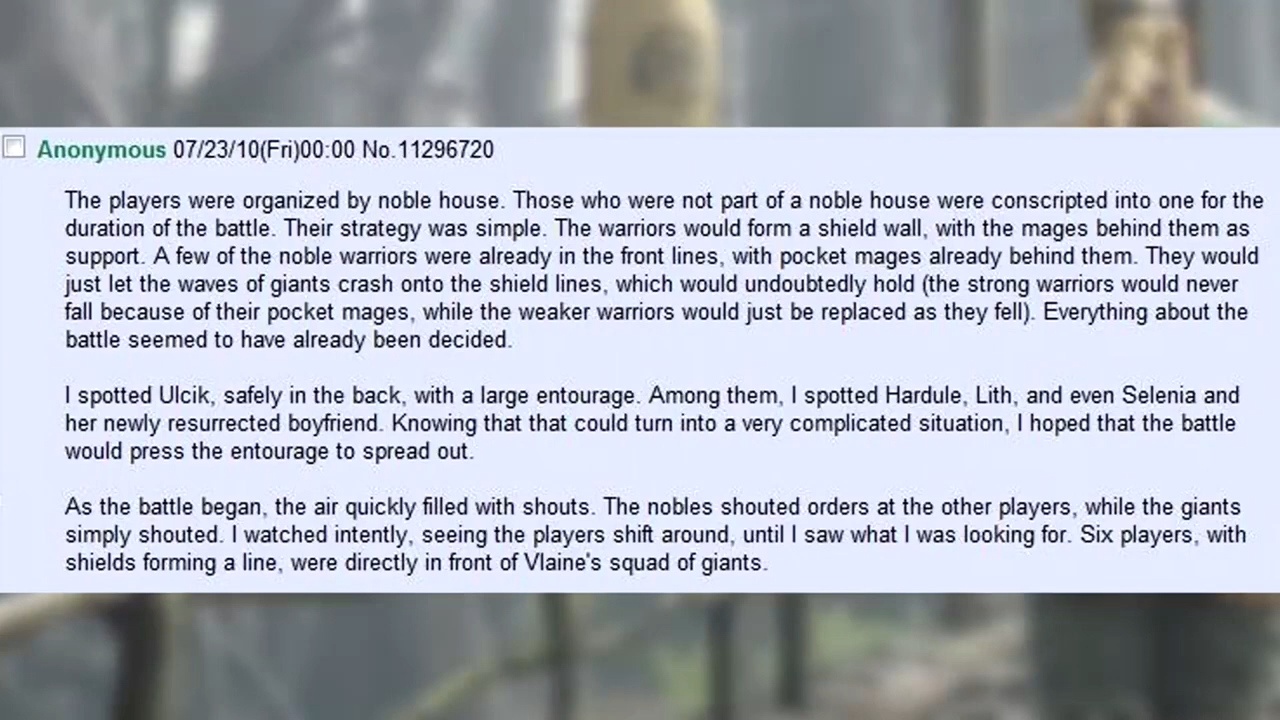 Anonymous 07/23/10(Fri)00:00 No.11296720
The players were organized by noble house. Those who were not part of a noble house were conscripted into one for the
duration of the battle. Their strategy was simple. The warriors would form a shield wall, with the mages behind them as
support. A few of the noble warriors were already in the front lines, with pocket mages already behind them. They would
just let the waves of giants crash onto the shield lines, which would undoubtedly hold (the strong warriors would never
fall because of their pocket mages, while the weaker warriors would just be replaced as they fell). Everything about the
battle seemed to have already been decided.
I spotted Ulcik, safely in the back, with a large entourage. Among them, I spotted Hardule, Lith, and even Selenia and
her newly resurrected boyfriend. Knowing that that could turn into a very complicated situation, I hoped that the battle
would press the entourage to spread out.
As the battle began, the air quickly filled with shouts. The nobles shouted orders at the other players, while the giants
simply shouted. I watched intently, seeing the players shift around, until I saw what I was looking for. Six players, with
shields forming a line, were directly in front of Vlaine's squad of giants.